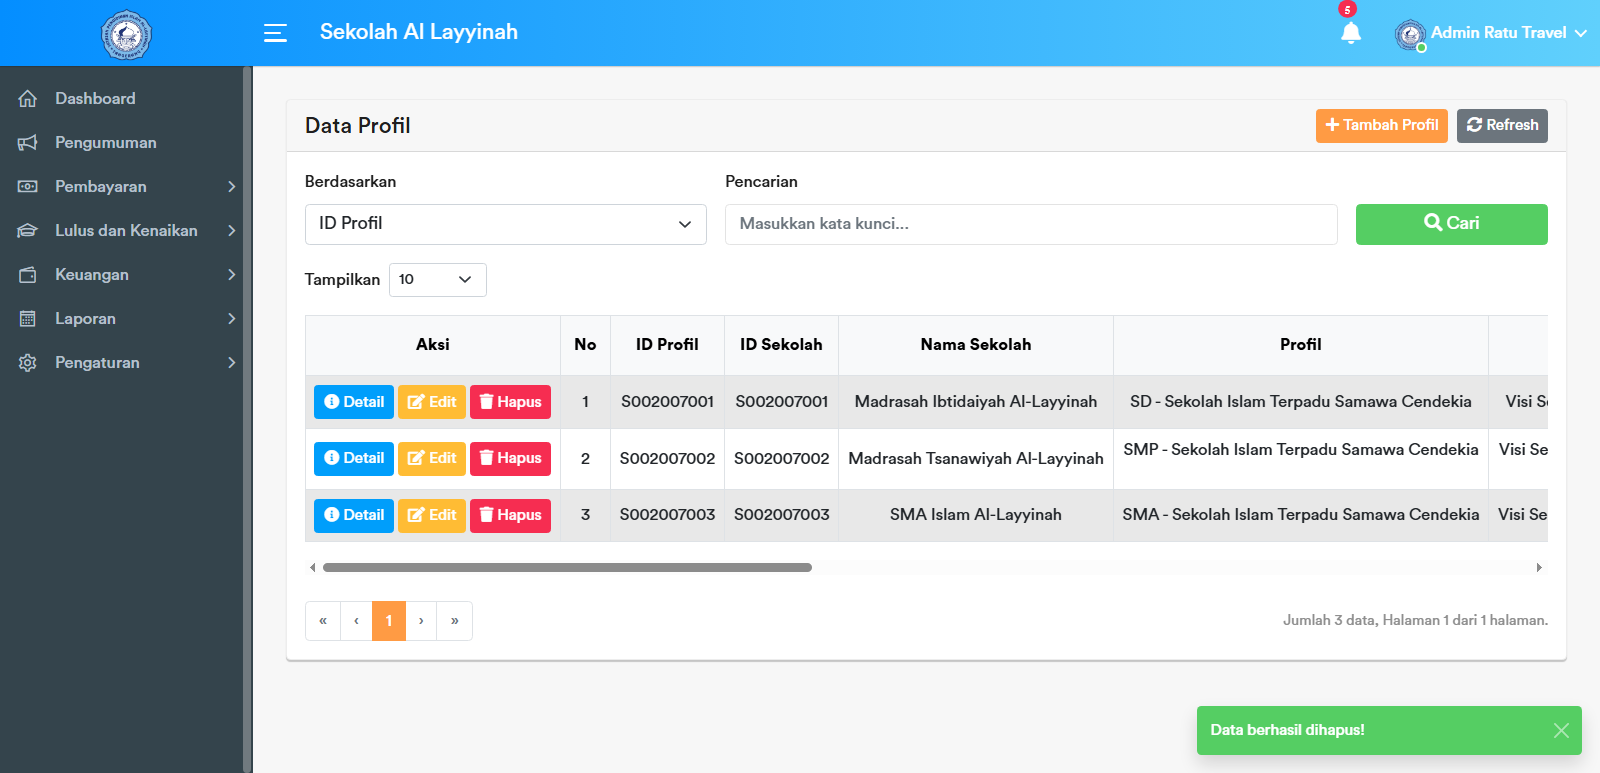 Sekolah Al Layyinah
5
Admin Ratu Travel
Dashboard
Pengumuman
Pembayaran
Lulus dan Kenaikan
Keuangan
Laporan
Pengaturan
Data Profil
Tambah Profil
Refresh
Berdasarkan
Pencarian
ID Profil
Masukkan kata kunci...
Cari
Tampilkan 10
Aksi No ID Profil ID Sekolah Nama Sekolah Profil
Detail Edit Hapus 1 S002007001 S002007001 Madrasah Ibtidaiyah Al-Layyinah SD - Sekolah Islam Terpadu Samawa Cendekia Visi S
Detail Edit Hapus 2 S002007002 S002007002 Madrasah Tsanawiyah Al-Layyinah SMP - Sekolah Islam Terpadu Samawa Cendekia Visi Se
Detail Edit Hapus 3 S002007003 S002007003 SMA Islam Al-Layyinah SMA - Sekolah Islam Terpadu Samawa Cendekia Visi Se
« ‹ 1 › »
Jumlah 3 data, Halaman 1 dari 1 halaman.
Data berhasil dihapus!